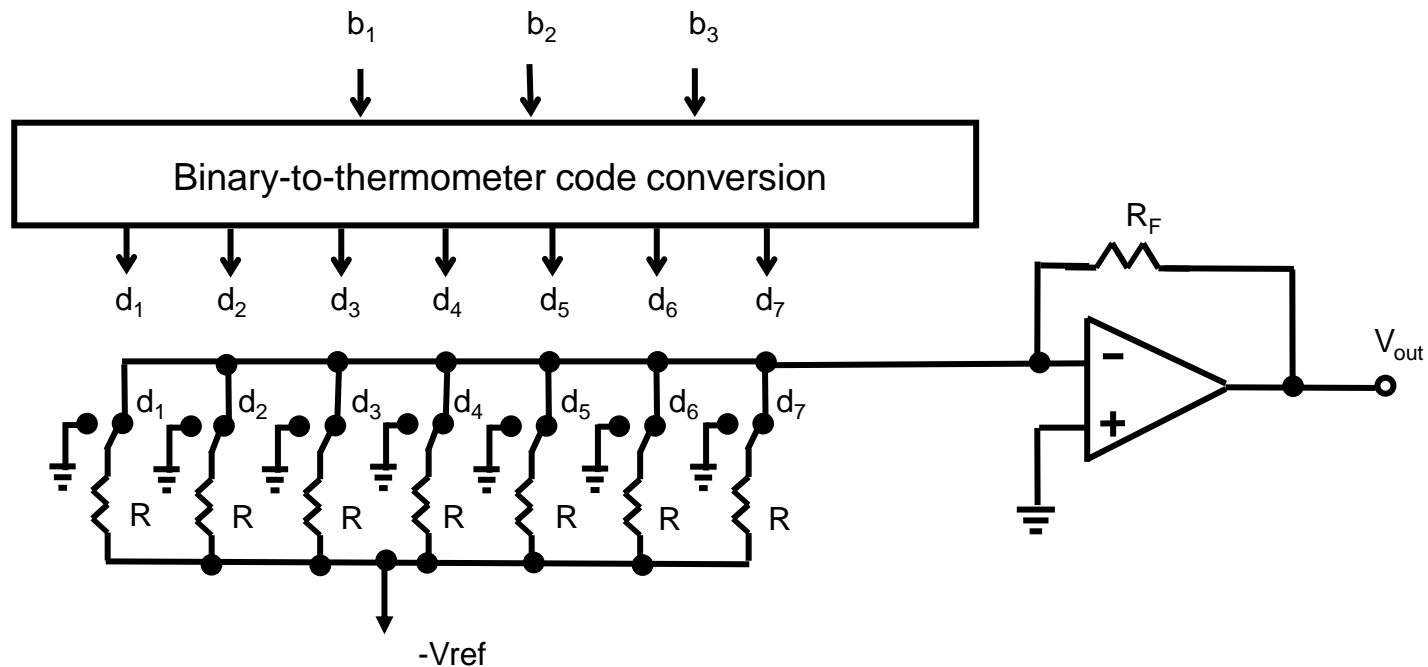 b1 b2 b3
Binary-to-thermometer code conversion
d1 d2 d3 d4 d5 d6 d7
RF
Vout
d1 d2 d3 d4 d5 d6 d7
- +
R R R R R R R
-Vref